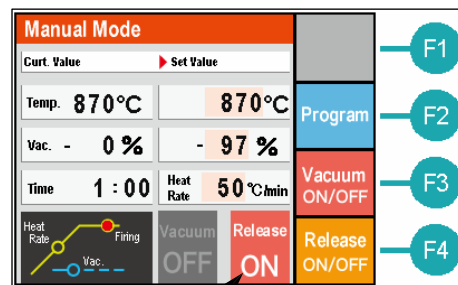 Manual Mode
Curt. Value
Set Value
Temp. 870°C
870°C
Vac. - 0 %
- 97 %
Time 1 : 00
Heat Rate 50 °C/min
Heat Rate
Firing
Vac.
Vacuum
OFF
Release
ON
Program
Vacuum
ON/OFF
Release
ON/OFF
F1
F2
F3
F4